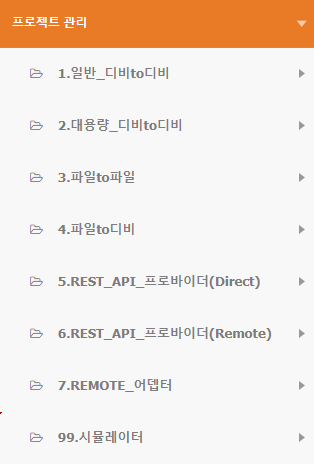 프로젝트 관리
1.일반_디비to디비
2.대용량_디비to디비
3.파일to파일
4.파일to디비
5.REST_API_프로바이더(Direct)
6.REST_API_프로바이더(Remote)
7.REMOTE_어뎁터
99.시뮬레이터